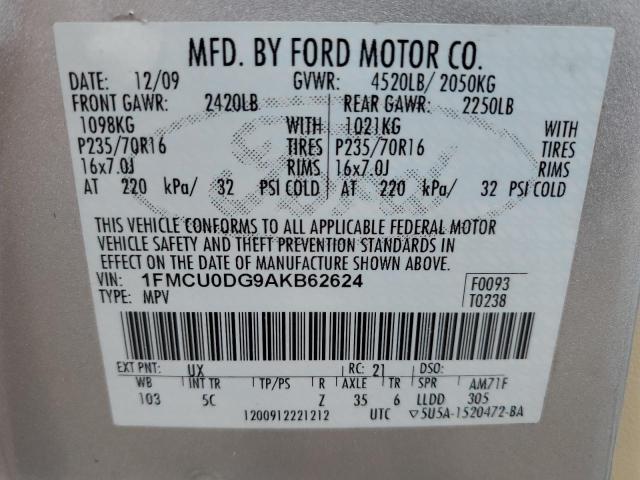 MFD. BY FORD MOTOR CO.
DATE: 12/09 GVWR: 4520LB/ 2050KG
FRONT GAWR: 2420LB REAR GAWR: 2250LB
1098KG WITH 1021KG WITH
P235/70R16 TIRES P235/70R16 TIRES
16x7.0J RIMS 16x7.0J RIMS
AT 220 kPa/ 32 PSI COLD AT 220 kPa/ 32 PSI COLD
THIS VEHICLE CONFORMS TO ALL APPLICABLE FEDERAL MOTOR
VEHICLE SAFETY AND THEFT PREVENTION STANDARDS IN
EFFECT ON THE DATE OF MANUFACTURE SHOWN ABOVE.
VIN: 1FMCU0DG9AKB62624 F0093
TYPE: MPV T0238
EXT PNT: UX RC: 21 DSO:
WB INT TR TP/PS R AXLE TR SPR AM71F
103 5C Z 35 6 LLDD 305
1200912221212 UTC ▽5U5A-1520472-BA
Ford